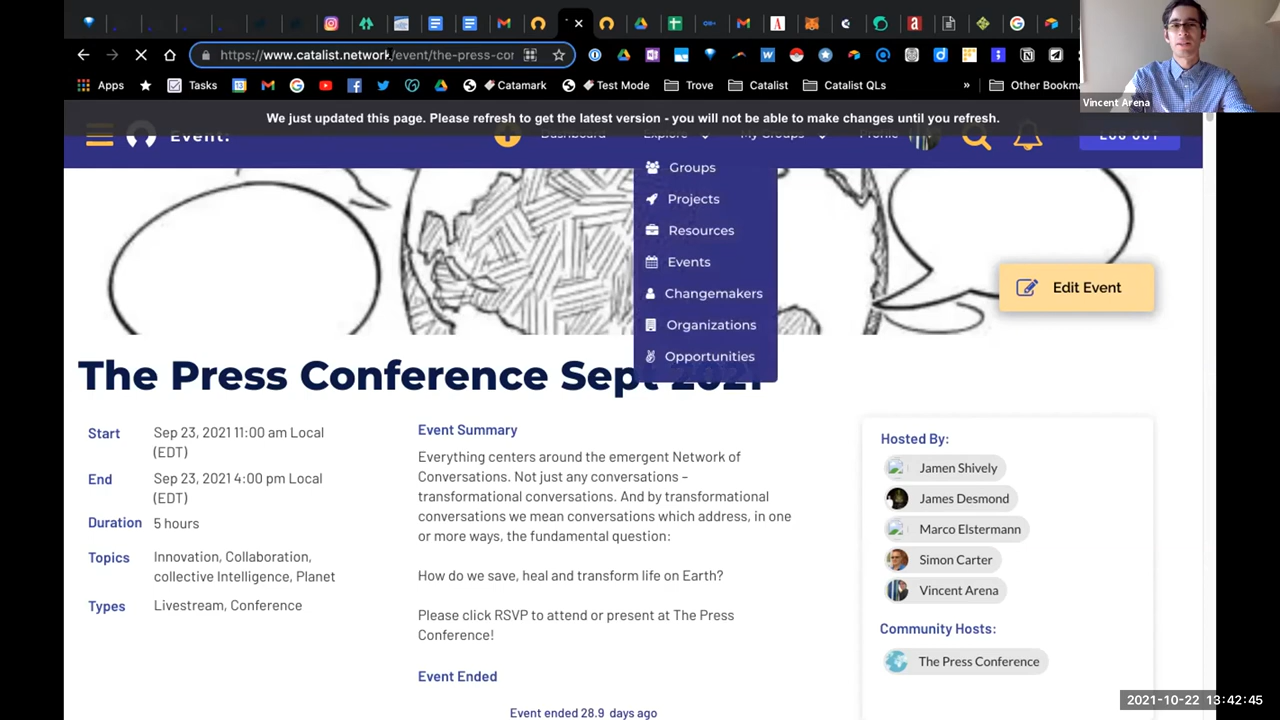 https://www.catalist.network/event/the-press-cor
Apps
Tasks
Catamark
Test Mode
Trove
Catalist
Catalist QLs
»
Other Bookma
Vincent Arena
We just updated this page. Please refresh to get the latest version - you will not be able to make changes until you refresh.
Event:
Dashboard
Explore
My Groups
Profile
LOG OUT
Groups
Projects
Resources
Events
Changemakers
Organizations
Opportunities
Edit Event
The Press Conference Sept 2021
Start
Sep 23, 2021 11:00 am Local
(EDT)
End
Sep 23, 2021 4:00 pm Local
(EDT)
Duration
5 hours
Topics
Innovation, Collaboration,
collective Intelligence, Planet
Types
Livestream, Conference
Event Summary
Everything centers around the emergent Network of
Conversations. Not just any conversations –
transformational conversations. And by transformational
conversations we mean conversations which address, in one
or more ways, the fundamental question:
How do we save, heal and transform life on Earth?
Please click RSVP to attend or present at The Press
Conference!
Event Ended
Event ended 28.9 days ago
Hosted By:
Jamen Shively
James Desmond
Marco Elstermann
Simon Carter
Vincent Arena
Community Hosts:
The Press Conference
2021-10-22 13:42:45